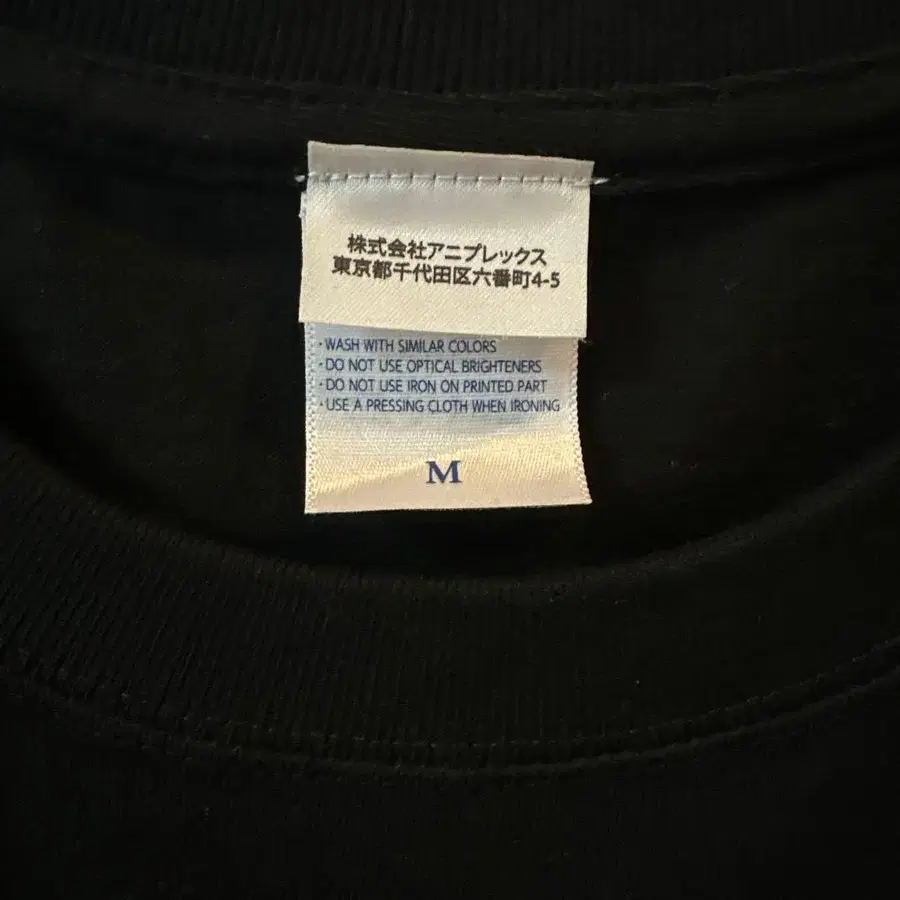 株式会社アニプレックス
東京都千代田区六番町4-5
・WASH WITH SIMILAR COLORS
・DO NOT USE OPTICAL BRIGHTENERS
・DO NOT USE IRON ON PRINTED PART
・USE A PRESSING CLOTH WHEN IRONING
M